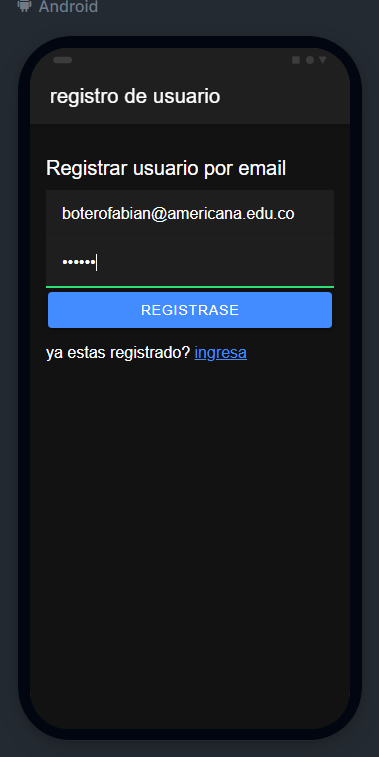 Android
registro de usuario
Registrar usuario por email
boterofabian@americana.edu.co
••••••
REGISTRASE
ya estas registrado? ingresa